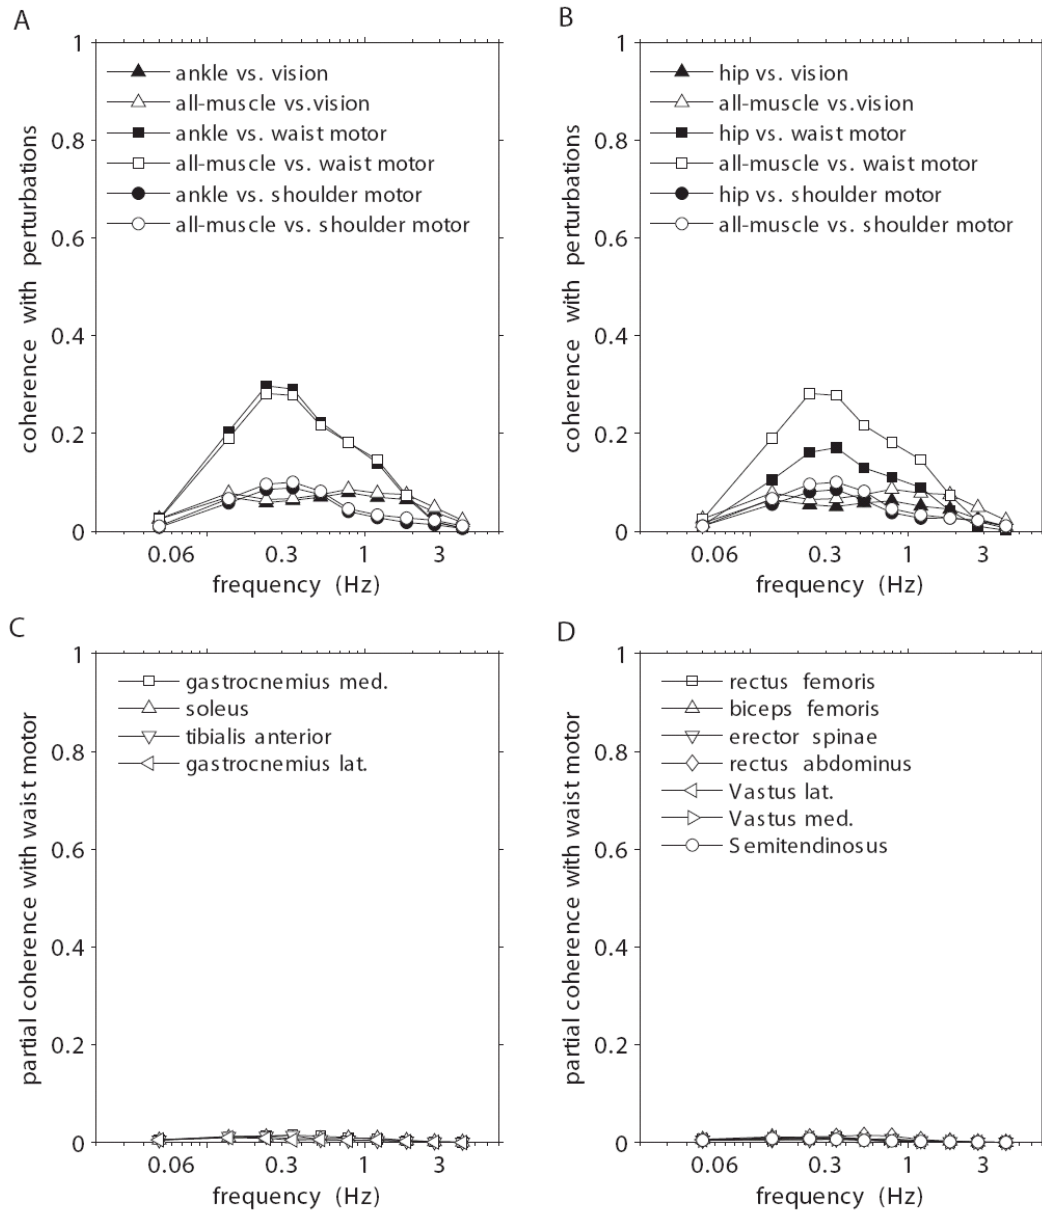 A
coherence with perturbations
1
0.8
0.6
0.4
0.2
0
ankle vs. vision
all-muscle vs.vision
ankle vs. waist motor
all-muscle vs. waist motor
ankle vs. shoulder motor
all-muscle vs. shoulder motor
0.06 0.3 1 3
frequency (Hz)
B
coherence with perturbations
1
0.8
0.6
0.4
0.2
0
hip vs. vision
all-muscle vs.vision
hip vs. waist motor
all-muscle vs. waist motor
hip vs. shoulder motor
all-muscle vs. shoulder motor
0.06 0.3 1 3
frequency (Hz)
C
partial coherence with waist motor
1
0.8
0.6
0.4
0.2
0
gastrocnemius med.
soleus
tibialis anterior
gastrocnemius lat.
0.06 0.3 1 3
frequency (Hz)
D
partial coherence with waist motor
1
0.8
0.6
0.4
0.2
0
rectus femoris
biceps femoris
erector spinae
rectus abdominus
Vastus lat.
Vastus med.
Semitendinosus
0.06 0.3 1 3
frequency (Hz)